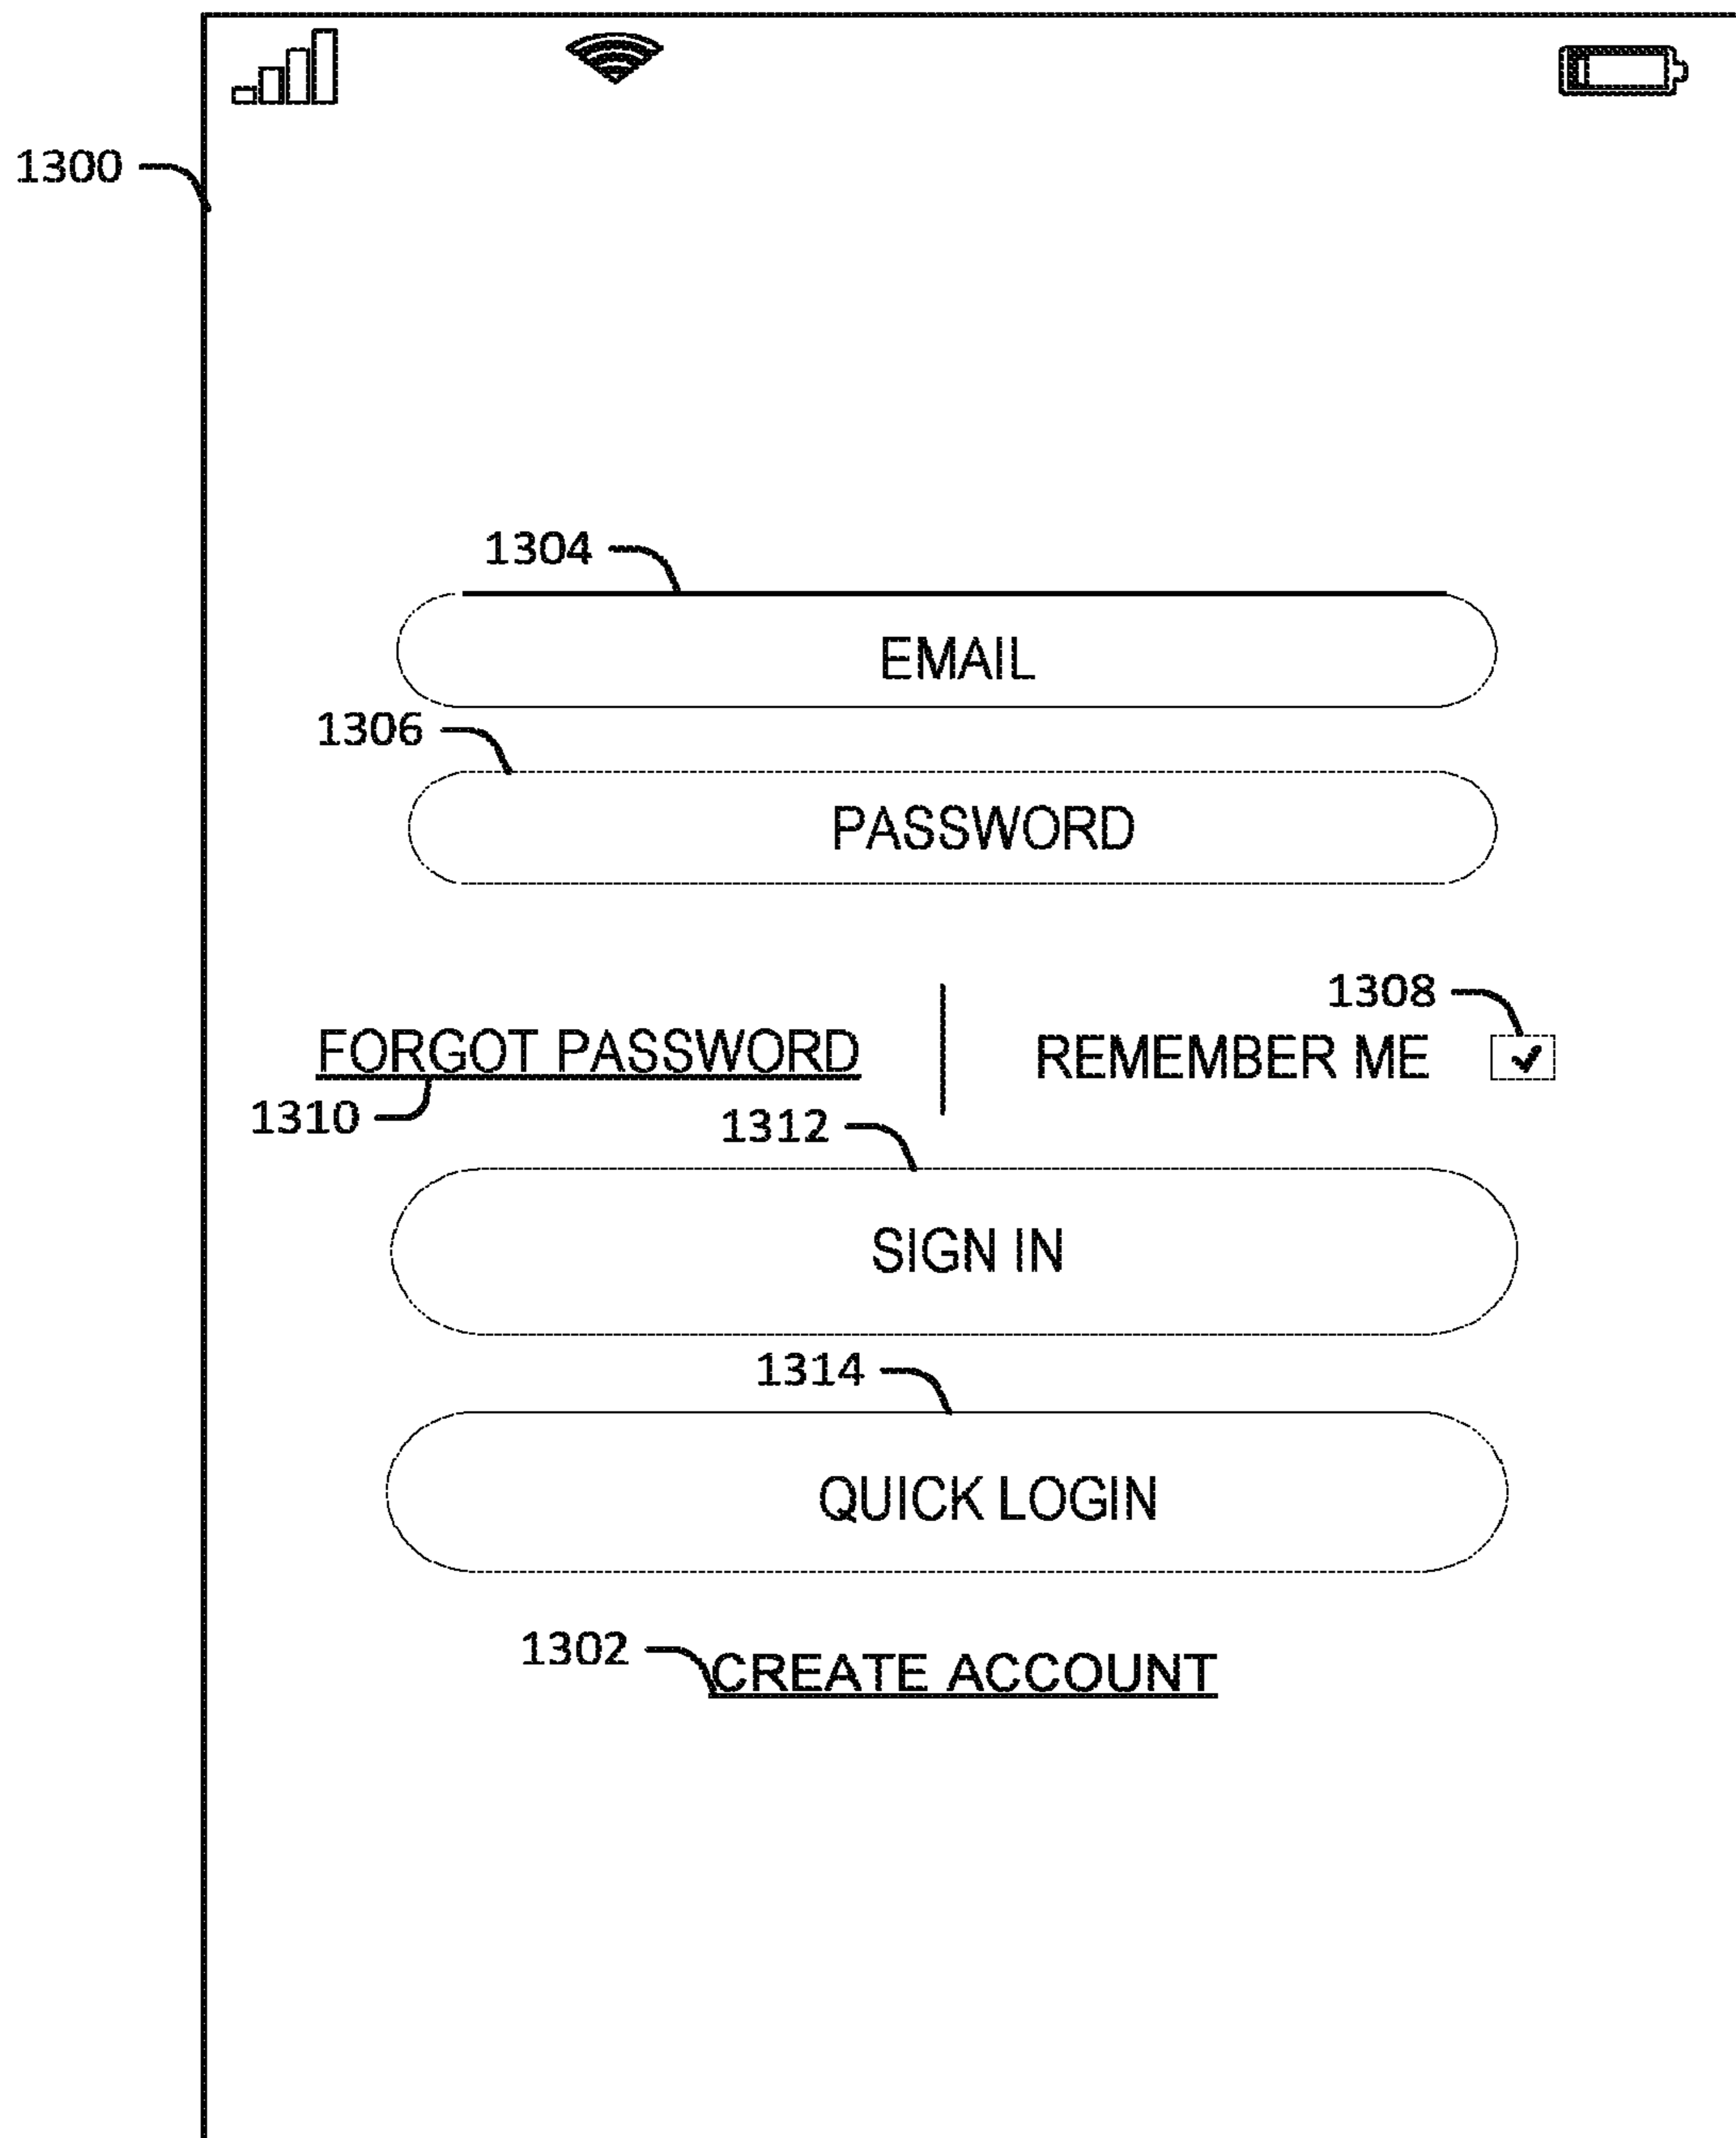 1300
1304
EMAIL
1306
PASSWORD
1308
FORGOT PASSWORD REMEMBER ME
1310
1312
SIGN IN
1314
QUICK LOGIN
1302
CREATE ACCOUNT